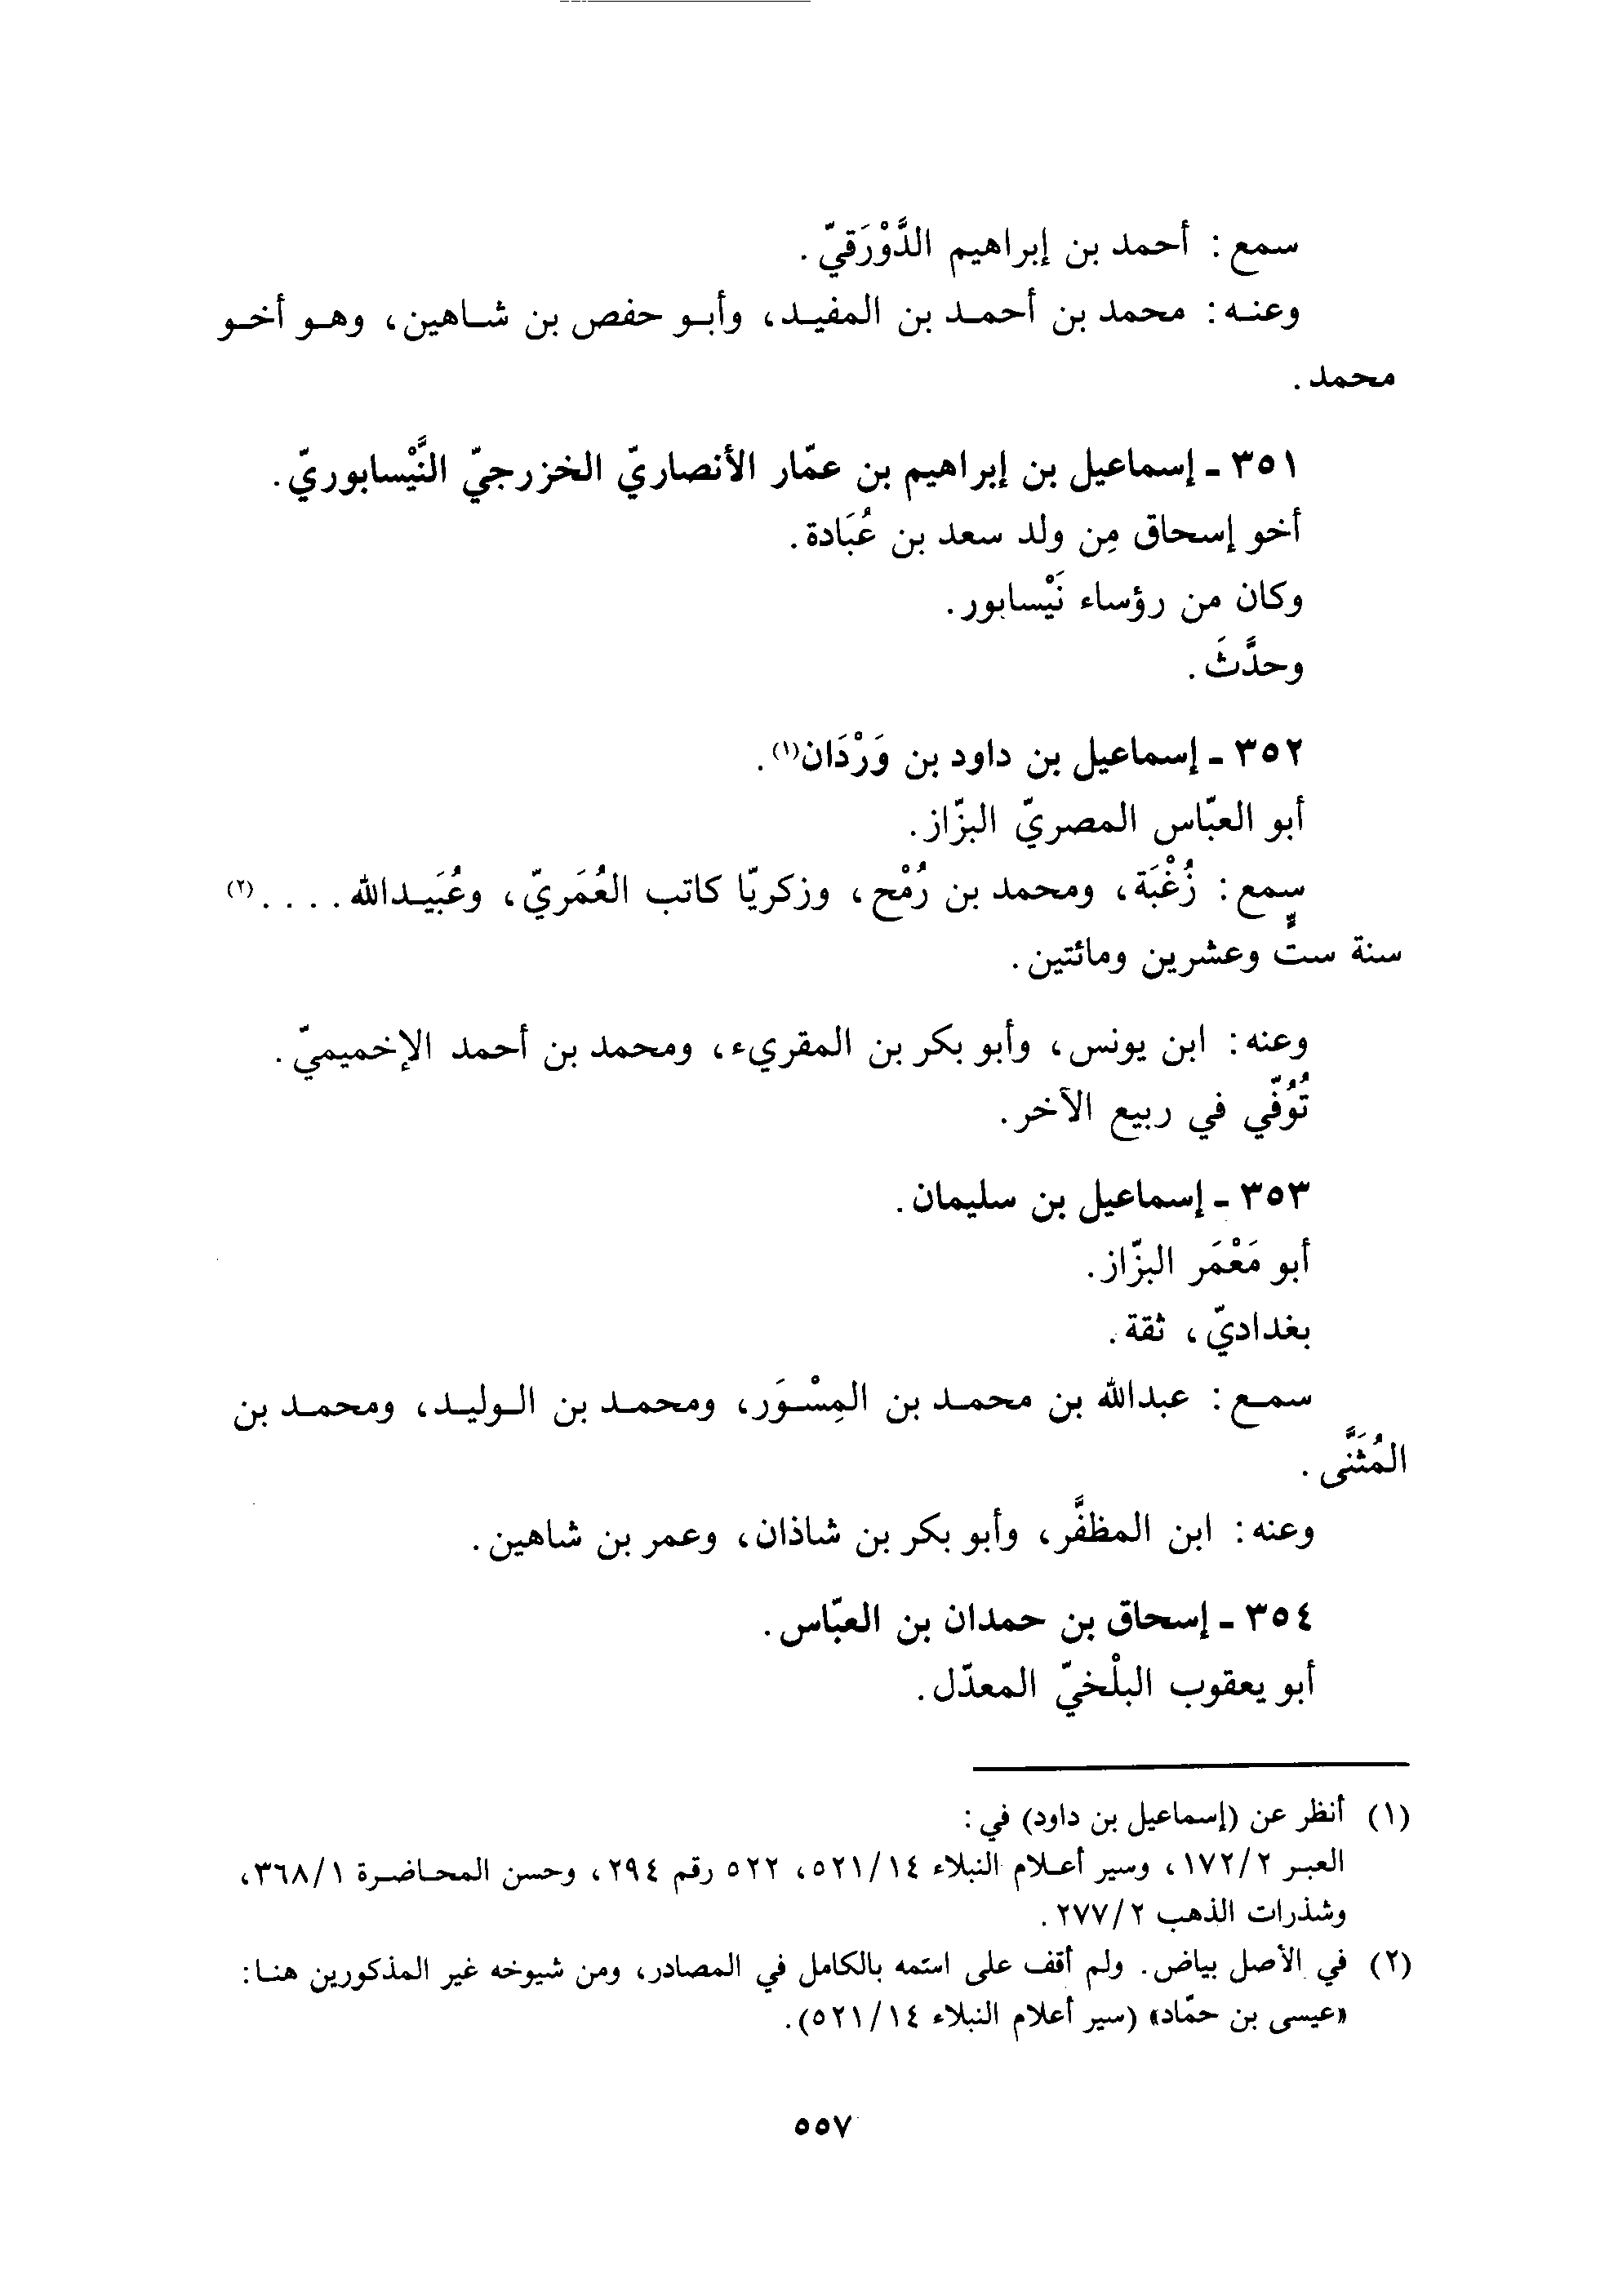 سمع: أحمد بن إبراهيم الدَّوْرَقيّ.
وعنه: محمد بن أحمد بن المفيد، وأبو حفص بن شاهين، وهو أخو
محمد.
٣٥١ - إسماعيل بن إبراهيم بن عمّار الأنصاريّ الخزرجيّ النَّيْسابوريّ.
أخو إسحاق مِن ولد سعد بن عُبَادة.
وكان من رؤساء نَيْسابور.
وحدَّثَ.
٣٥٢ - إسماعيل بن داود بن وَرْدَان(١).
أبو العبّاس المصريّ البزّاز.
سمع: زُغْبَة، ومحمد بن رُمْح، وزكريّا كاتب العُمَريّ، وعُبَيدالله . . . .(٢)
سنة ستٍّ وعشرين ومائتين.
وعنه: ابن يونس، وأبو بكر بن المقريء، ومحمد بن أحمد الإخميميّ.
تُوُفّي في ربيع الآخر.
٣٥٣ - إسماعيل بن سليمان.
أبو مَعْمَر البزّاز.
بغداديّ، ثقة.
سمع: عبدالله بن محمد بن المِسْوَر، ومحمد بن الوليد، ومحمد بن
المُثَنَّى.
وعنه: ابن المظفَّر، وأبو بكر بن شاذان، وعمر بن شاهين.
٣٥٤ - إسحاق بن حمدان بن العبّاس.
أبو يعقوب البلْخيّ المعدّل.
(١) أنظر عن (إسماعيل بن داود) في:
العبر ١٧٢/٢، وسير أعلام النبلاء ٥٢١/١٤، ٥٢٢ رقم ٢٩٤، وحسن المحاضرة ٣٦٨/١،
وشذرات الذهب ٢٧٧/٢.
(٢) في الأصل بياض. ولم أقف على اسمه بالكامل في المصادر، ومن شيوخه غير المذكورين هنا:
«عيسى بن حمّاد» (سير أعلام النبلاء ٥٢١/١٤).
٥٥٧